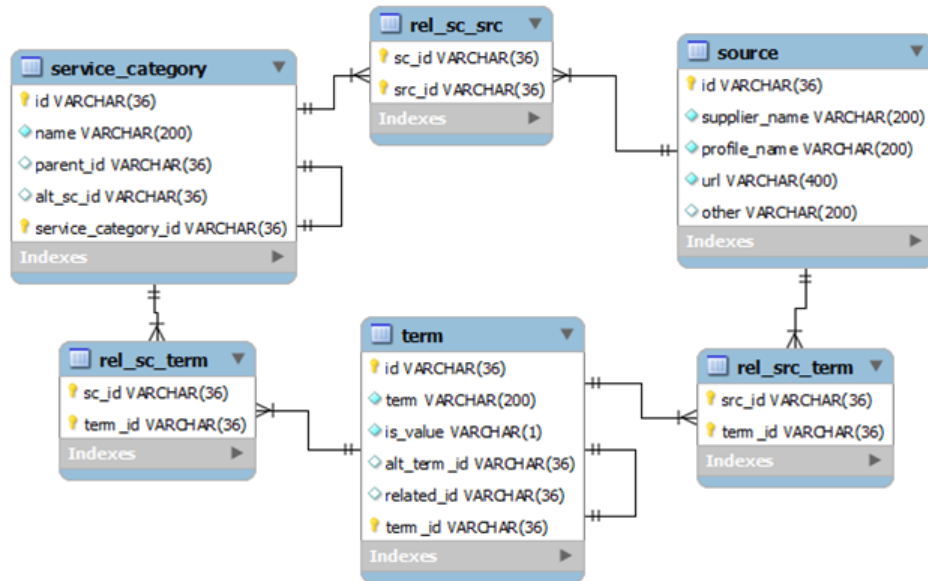 rel_sc_src
sc_id VARCHAR(36)
src_id VARCHAR(36)
Indexes
service_category
id VARCHAR(36)
name VARCHAR(200)
parent_id VARCHAR(36)
alt_sc_id VARCHAR(36)
service_category_id VARCHAR(36)
Indexes
source
id VARCHAR(36)
supplier_name VARCHAR(200)
profile_name VARCHAR(200)
url VARCHAR(400)
other VARCHAR(200)
Indexes
rel_sc_term
sc_id VARCHAR(36)
term_id VARCHAR(36)
Indexes
term
id VARCHAR(36)
term VARCHAR(200)
is_value VARCHAR(1)
alt_term_id VARCHAR(36)
related_id VARCHAR(36)
term_id VARCHAR(36)
Indexes
rel_src_term
src_id VARCHAR(36)
term_id VARCHAR(36)
Indexes